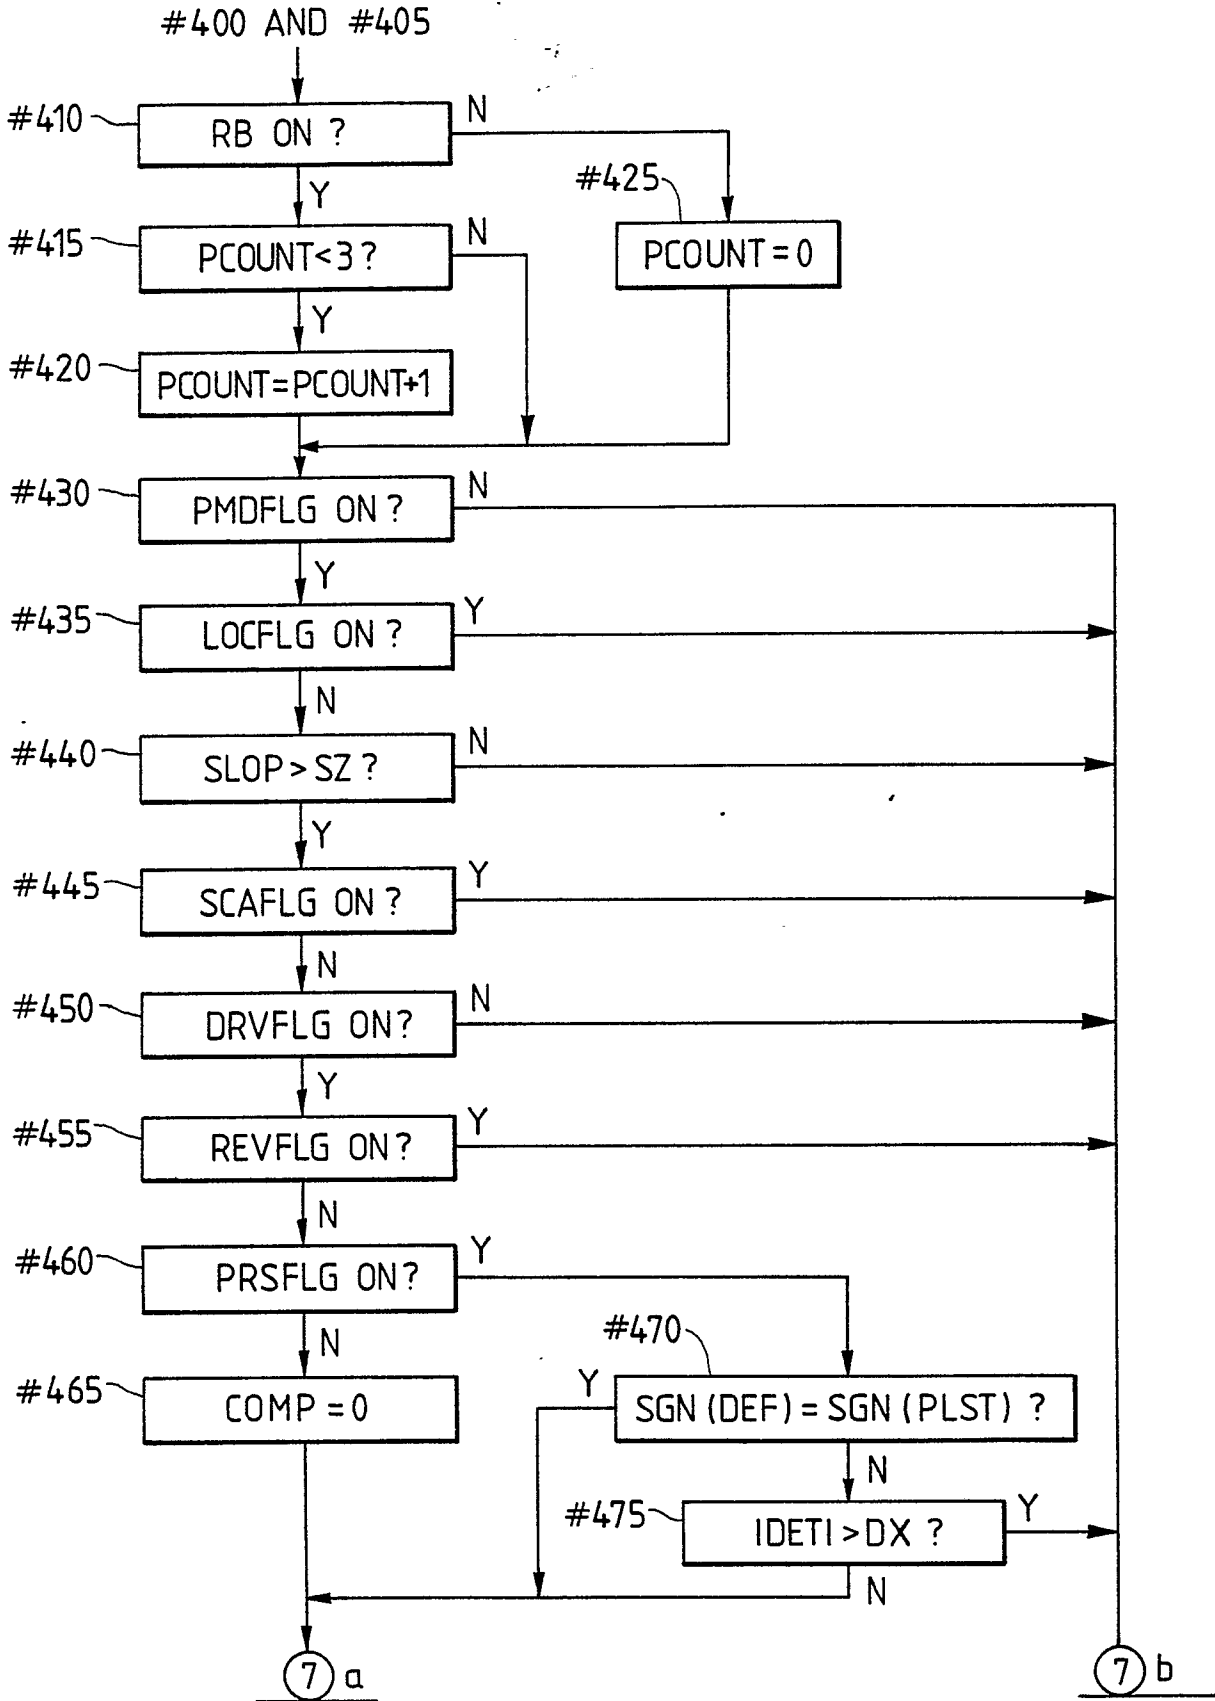 #400 AND #405
#410
RB ON ?
N
Y
#425
#415
PCOUNT<3 ?
N
PCOUNT = 0
Y
#420
PCOUNT=PCOUNT+1
#430
PMDFLG ON ?
N
Y
#435
LOCFLG ON ?
Y
N
#440
SLOP > SZ ?
N
Y
#445
SCAFLG ON ?
Y
N
#450
DRVFLG ON?
N
Y
#455
REVFLG ON?
Y
N
#460
PRSFLG ON?
Y
N
#470
#465
COMP = 0
Y
SGN (DEF) = SGN (PLST) ?
N
#475
IDETI > DX ?
Y
N
7 a
7 b